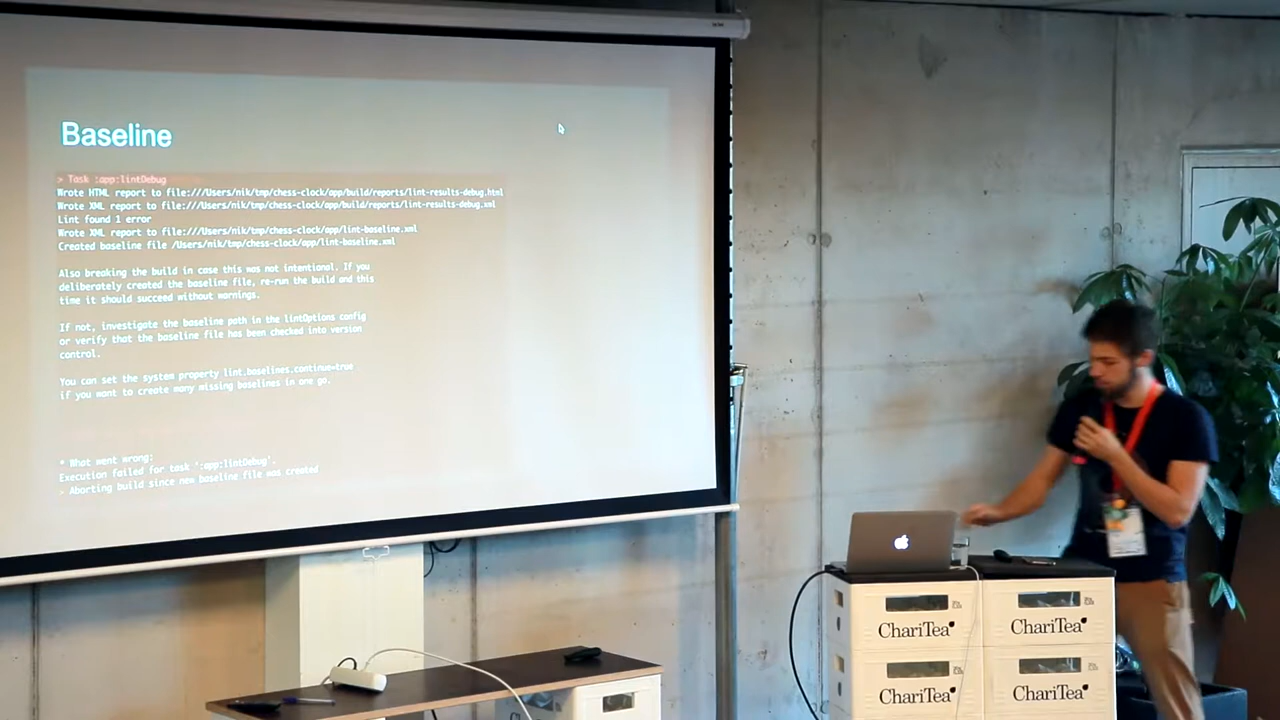 Baseline
> Task :app:lintDebug
Wrote HTML report to file:///Users/nik/tmp/chess-clock/app/build/reports/lint-results-debug.html
Wrote XML report to file:///Users/nik/tmp/chess-clock/app/build/reports/lint-results-debug.xml
Lint found 1 error
Wrote XML report to file:///Users/nik/tmp/chess-clock/app/lint-baseline.xml
Created baseline file /Users/nik/tmp/chess-clock/app/lint-baseline.xml
Also breaking the build in case this was not intentional. If you
deliberately created the baseline file, re-run the build and this
time it should succeed without warnings.
If not, investigate the baseline path in the lintOptions config
or verify that the baseline file has been checked into version
control.
You can set the system property lint.baselines.continue=true
if you want to create many missing baselines in one go.
* What went wrong:
Execution failed for task ':app:lintDebug'.
> Aborting build since new baseline file was created
ChariTea
ChariTea
ChariTea
ChariTea